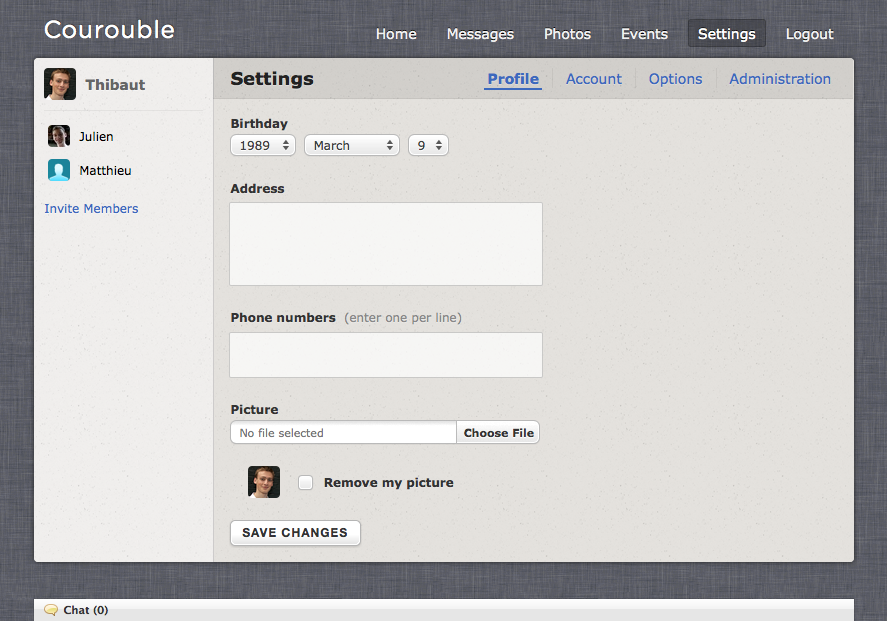 Courouble
Home Messages Photos Events Settings Logout
Thibaut
Julien
Matthieu
Invite Members
Settings
Profile Account Options Administration
Birthday
1989 March 9
Address
Phone numbers (enter one per line)
Picture
No file selected Choose File
Remove my picture
SAVE CHANGES
Chat (0)